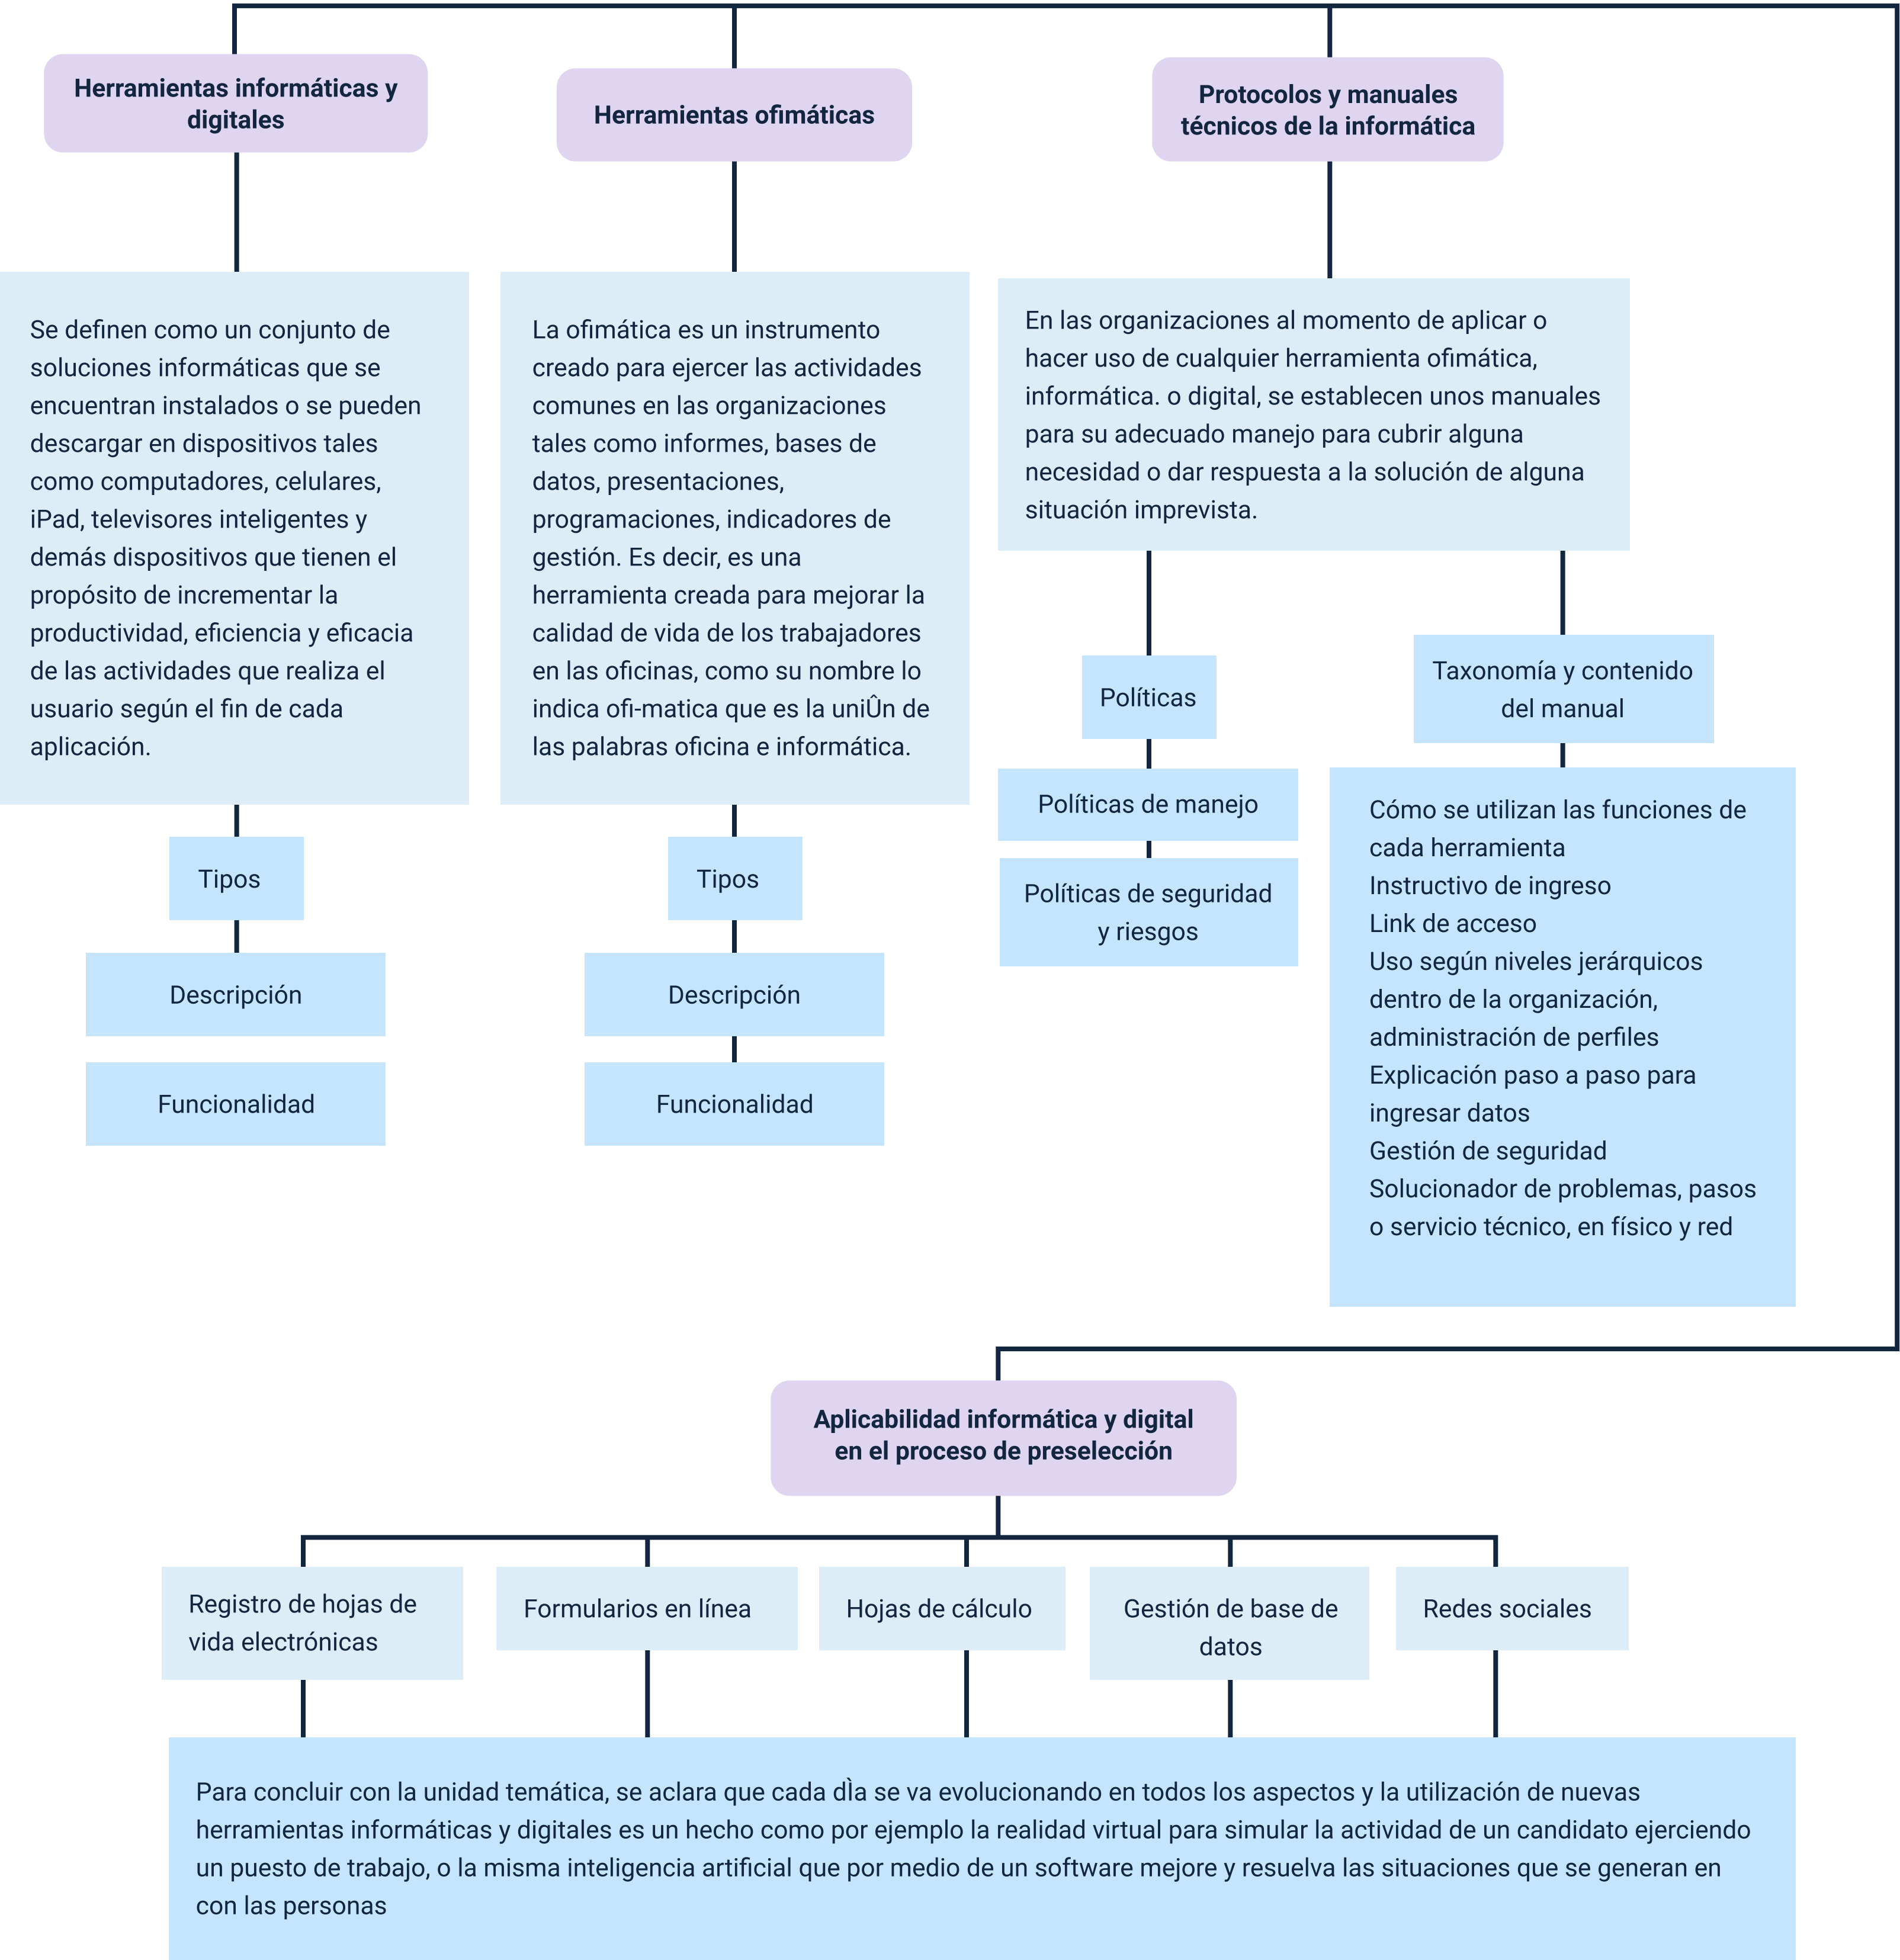 Herramientas informáticas y
digitales
Herramientas ofimáticas
Protocolos y manuales
técnicos de la informática
Se definen como un conjunto de
soluciones informáticas que se
encuentran instalados o se pueden
descargar en dispositivos tales
como computadores, celulares,
iPad, televisores inteligentes y
demás dispositivos que tienen el
propósito de incrementar la
productividad, eficiencia y eficacia
de las actividades que realiza el
usuario según el fin de cada
aplicación.
Tipos
Descripción
Funcionalidad
La ofimática es un instrumento
creado para ejercer las actividades
comunes en las organizaciones
tales como informes, bases de
datos, presentaciones,
programaciones, indicadores de
gestión. Es decir, es una
herramienta creada para mejorar la
calidad de vida de los trabajadores
en las oficinas, como su nombre lo
indica ofi-matica que es la uniÛn de
las palabras oficina e informática.
Tipos
Descripción
Funcionalidad
En las organizaciones al momento de aplicar o
hacer uso de cualquier herramienta ofimática,
informática. o digital, se establecen unos manuales
para su adecuado manejo para cubrir alguna
necesidad o dar respuesta a la solución de alguna
situación imprevista.
Políticas
Políticas de manejo
Políticas de seguridad
y riesgos
Taxonomía y contenido
del manual
Cómo se utilizan las funciones de
cada herramienta
Instructivo de ingreso
Link de acceso
Uso según niveles jerárquicos
dentro de la organización,
administración de perfiles
Explicación paso a paso para
ingresar datos
Gestión de seguridad
Solucionador de problemas, pasos
o servicio técnico, en físico y red
Aplicabilidad informática y digital
en el proceso de preselección
Registro de hojas de
vida electrónicas
Formularios en línea
Hojas de cálculo
Gestión de base de
datos
Redes sociales
Para concluir con la unidad temática, se aclara que cada dÌa se va evolucionando en todos los aspectos y la utilización de nuevas
herramientas informáticas y digitales es un hecho como por ejemplo la realidad virtual para simular la actividad de un candidato ejerciendo
un puesto de trabajo, o la misma inteligencia artificial que por medio de un software mejore y resuelva las situaciones que se generan en
con las personas